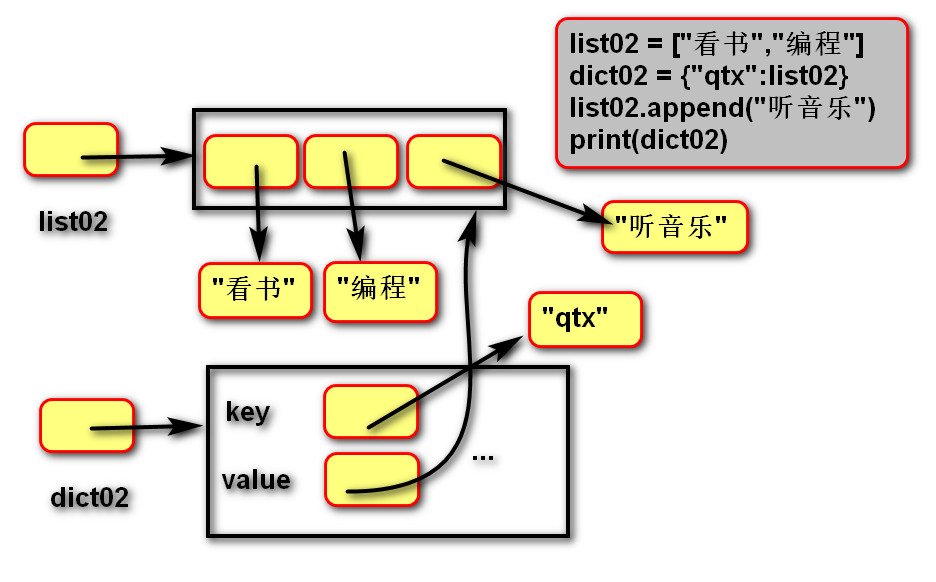 list02 = ["看书","编程"]
dict02 = {"qtx":list02}
list02.append("听音乐")
print(dict02)
list02
"听音乐"
"看书"
"编程"
"qtx"
key
value
...
dict02